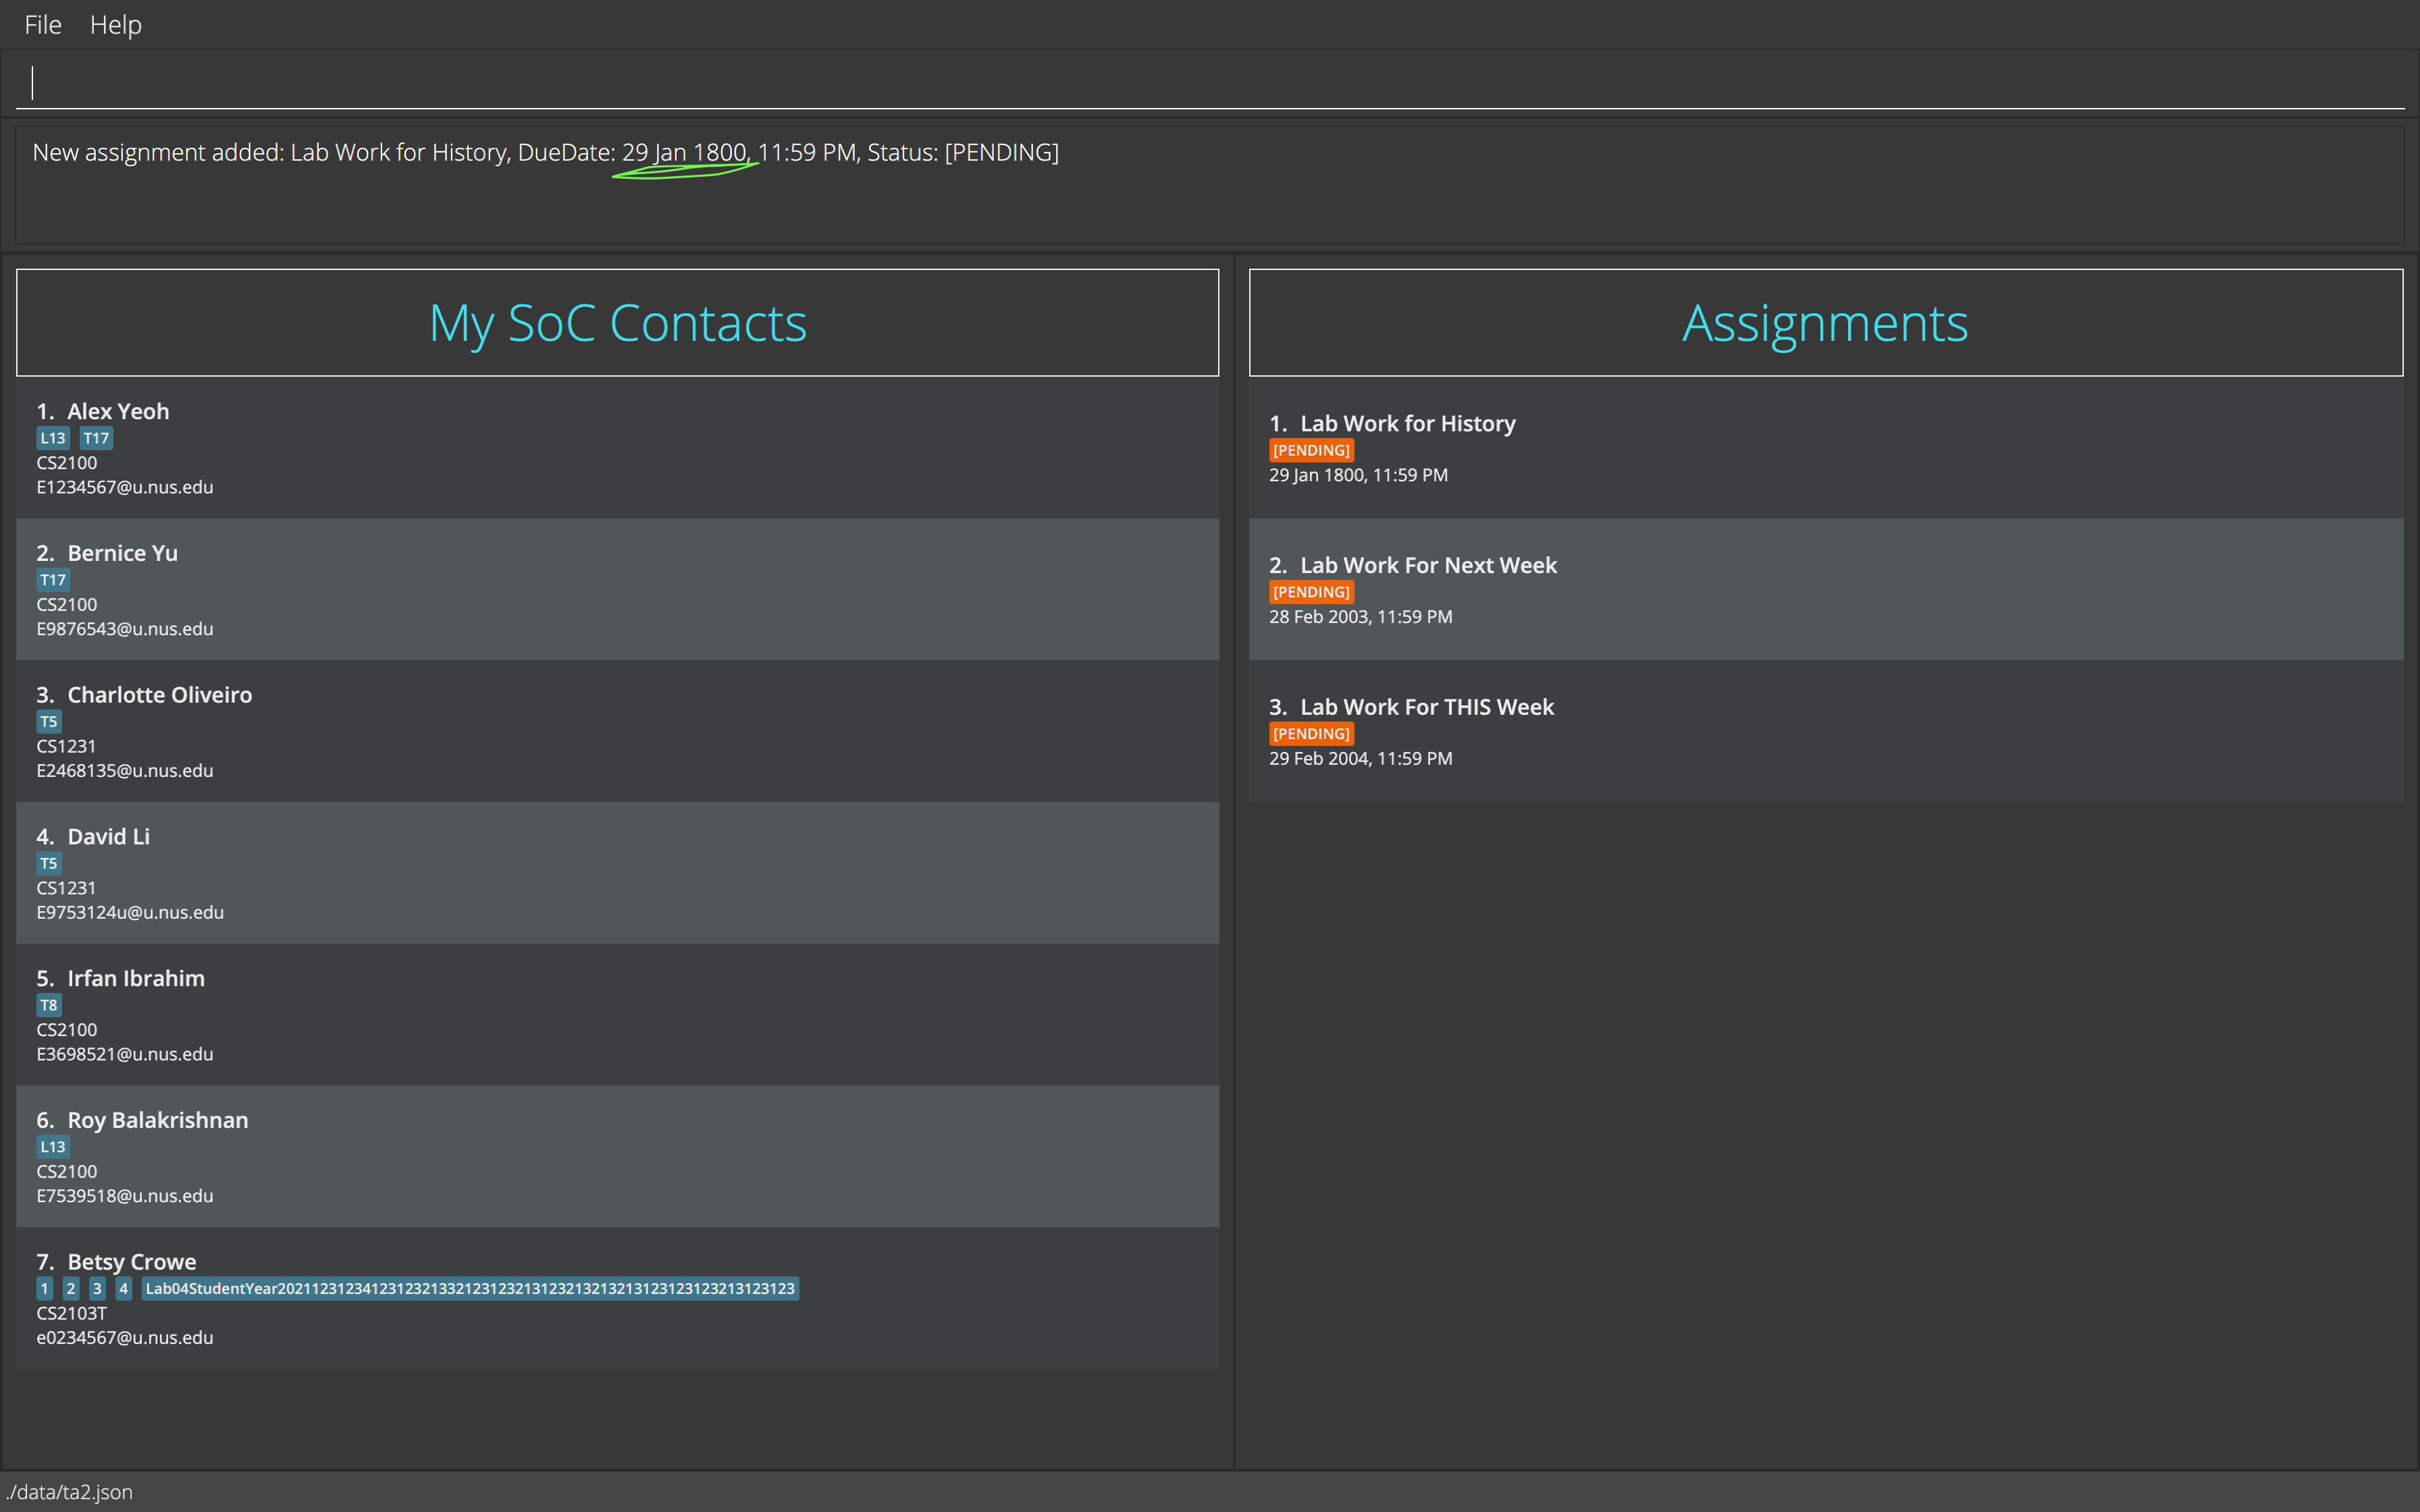 File Help
New assignment added: Lab Work for History, DueDate: 29 Jan 1800, 11:59 PM, Status: [PENDING]
My SoC Contacts
1. Alex Yeoh
L13 T17
CS2100
E1234567@u.nus.edu
2. Bernice Yu
T17
CS2100
E9876543@u.nus.edu
3. Charlotte Oliveiro
T5
CS1231
E2468135@u.nus.edu
4. David Li
T5
CS1231
E9753124u@u.nus.edu
5. Irfan Ibrahim
T8
CS2100
E3698521@u.nus.edu
6. Roy Balakrishnan
L13
CS2100
E7539518@u.nus.edu
7. Betsy Crowe
1 2 3 4 Lab04StudentYear20211231234123123213321231232131232132132131231231232131231​23
CS2103T
e0234567@u.nus.edu
Assignments
1. Lab Work for History
[PENDING]
29 Jan 1800, 11:59 PM
2. Lab Work For Next Week
[PENDING]
28 Feb 2003, 11:59 PM
3. Lab Work For THIS Week
[PENDING]
29 Feb 2004, 11:59 PM
./data/ta2.json